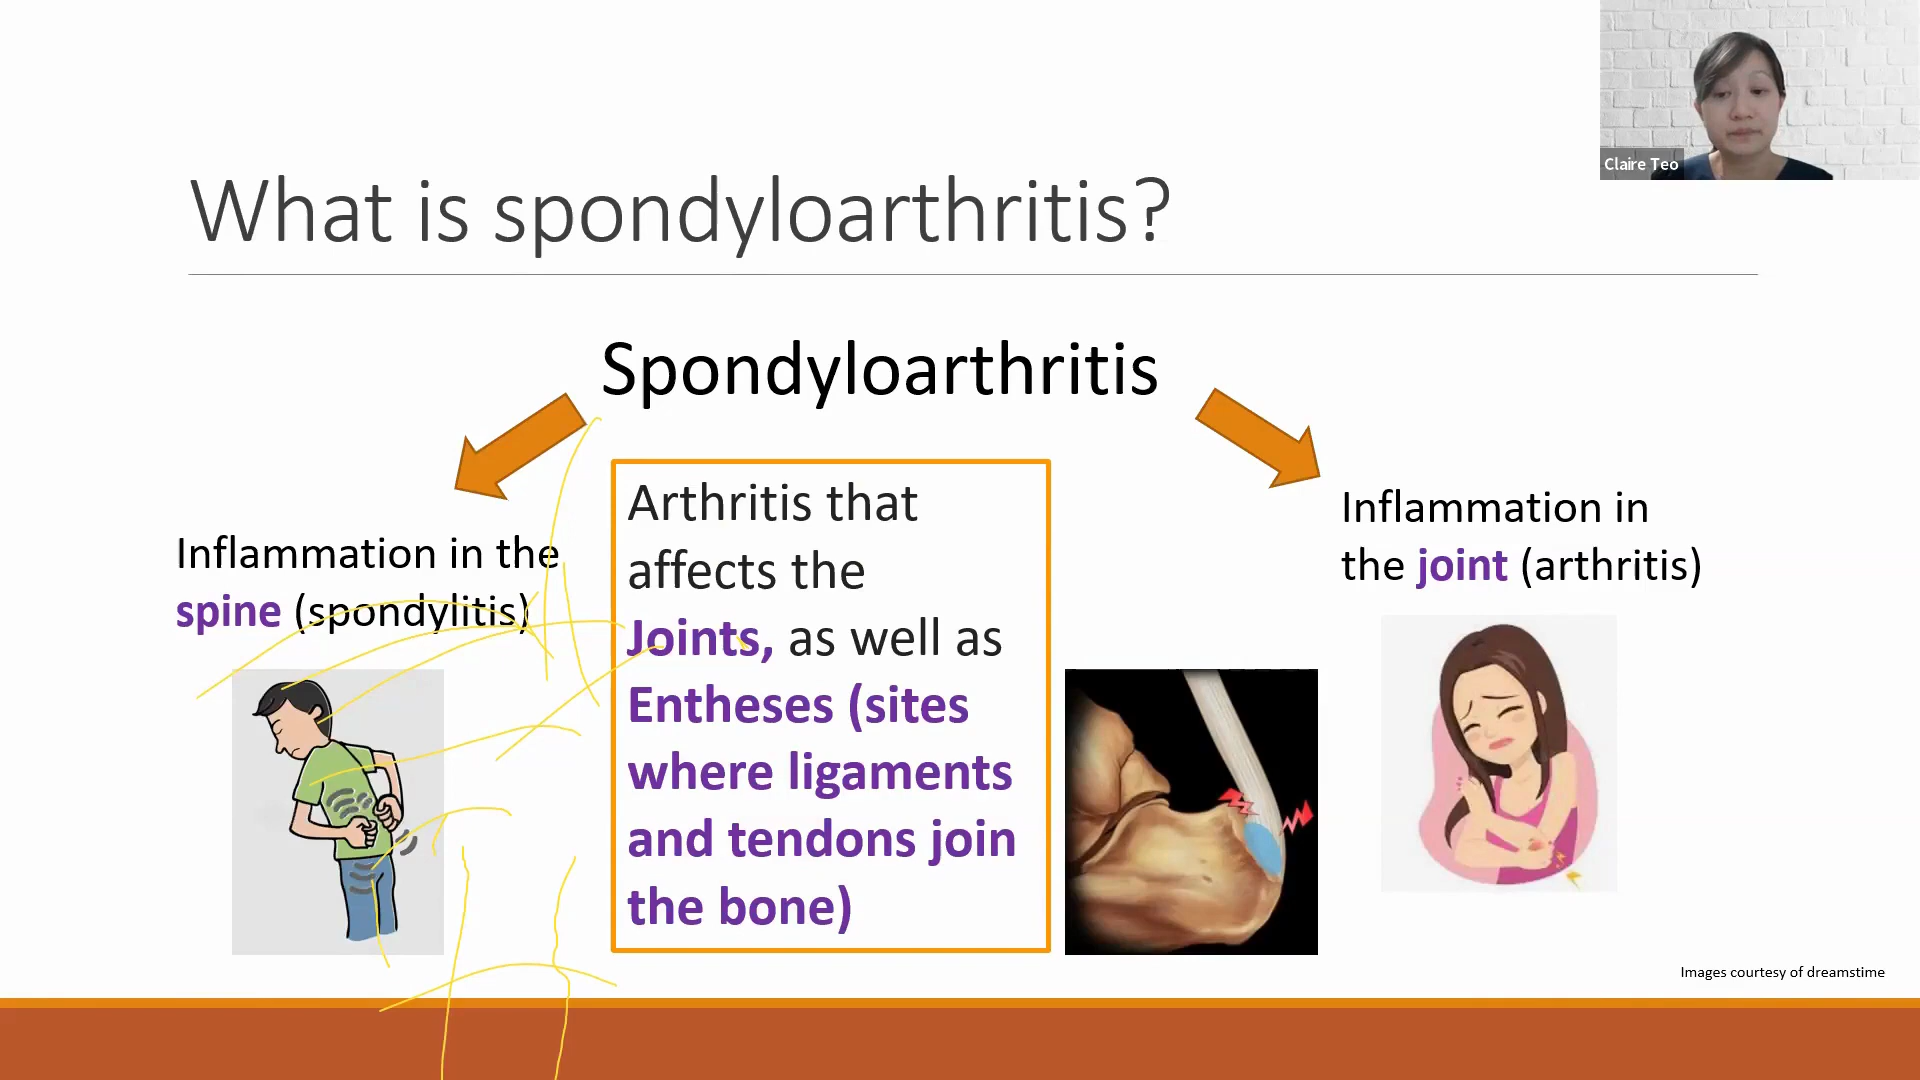 Claire Teo
What is spondyloarthritis?
Spondyloarthritis
Inflammation in the
spine (spondylitis)
Arthritis that
affects the
Joints, as well as
Entheses (sites
where ligaments
and tendons join
the bone)
Inflammation in
the joint (arthritis)
Images courtesy of dreamstime